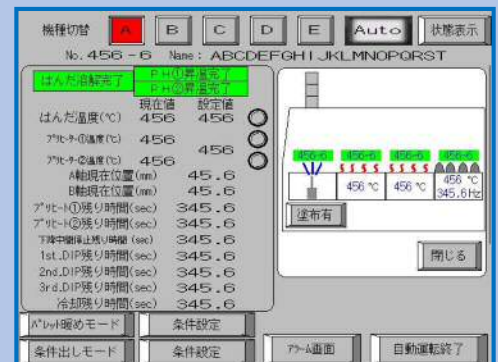 機種切替 A B C D E Auto 状態表示
No. 456-6 Name: ABCDEFGHIJKLMNOPQRST
はんだ溶解完了
PH①昇温完了
PH②昇温完了
現在値 設定値
はんだ温度(℃) 456 456
プリヒーター①温度(℃) 456
456
プリヒーター②温度(℃) 456
A軸現在位置(mm) 45.6
B軸現在位置(mm) 45.6
プリヒート①残り時間(sec) 345.6
プリヒート②残り時間(sec) 345.6
下降中間停止残り時間(sec) 345.6
1st.DIP残り時間(sec) 345.6
2nd.DIP残り時間(sec) 345.6
3rd.DIP残り時間(sec) 345.6
冷却残り時間(sec) 345.6
456-6 456-6 456-6 456-6
456 ℃ 456 ℃ 456 ℃
345.6Hz
塗布有
閉じる
パレット暖めモード 条件設定
条件出しモード 条件設定 アラーム画面 自動運転終了